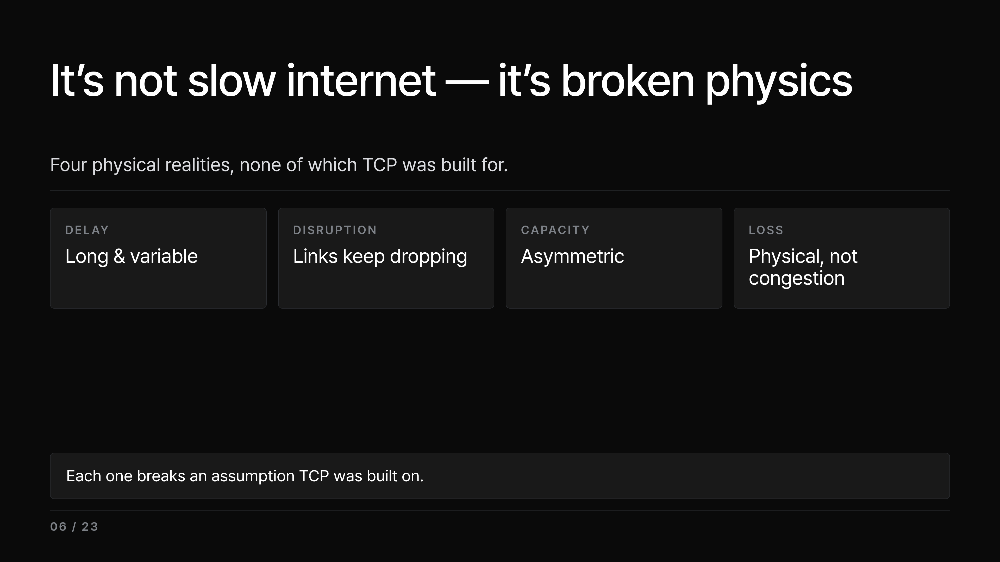 It’s not slow internet — it’s broken physics
Four physical realities, none of which TCP was built for.
DELAY
Long & variable
DISRUPTION
Links keep dropping
CAPACITY
Asymmetric
LOSS
Physical, not
congestion
Each one breaks an assumption TCP was built on.
06 / 23